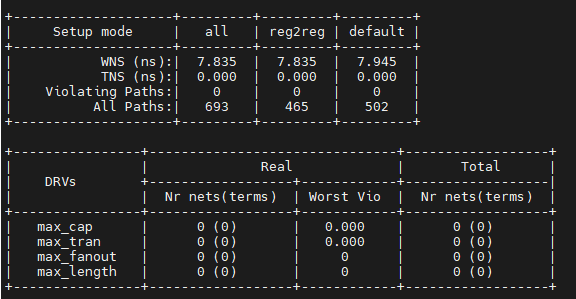 +--------------------+---------+---------+---------+
|     Setup mode     |   all   | reg2reg | default |
+--------------------+---------+---------+---------+
|           WNS (ns):|  7.835  |  7.835  |  7.945  |
|           TNS (ns):|  0.000  |  0.000  |  0.000  |
|    Violating Paths:|    0    |    0    |    0    |
|          All Paths:|   693   |   465   |   502   |
+--------------------+---------+---------+---------+
+----------------+-------------------------------+------------------+
|                |              Real             |       Total      |
|    DRVs        +------------------+------------+------------------|
|                |  Nr nets(terms)  | Worst Vio  |  Nr nets(terms)  |
+----------------+------------------+------------+------------------+
|   max_cap      |      0 (0)       |   0.000    |      0 (0)       |
|   max_tran     |      0 (0)       |   0.000    |      0 (0)       |
|   max_fanout   |      0 (0)       |     0      |      0 (0)       |
|   max_length   |      0 (0)       |     0      |      0 (0)       |
+----------------+------------------+------------+------------------+